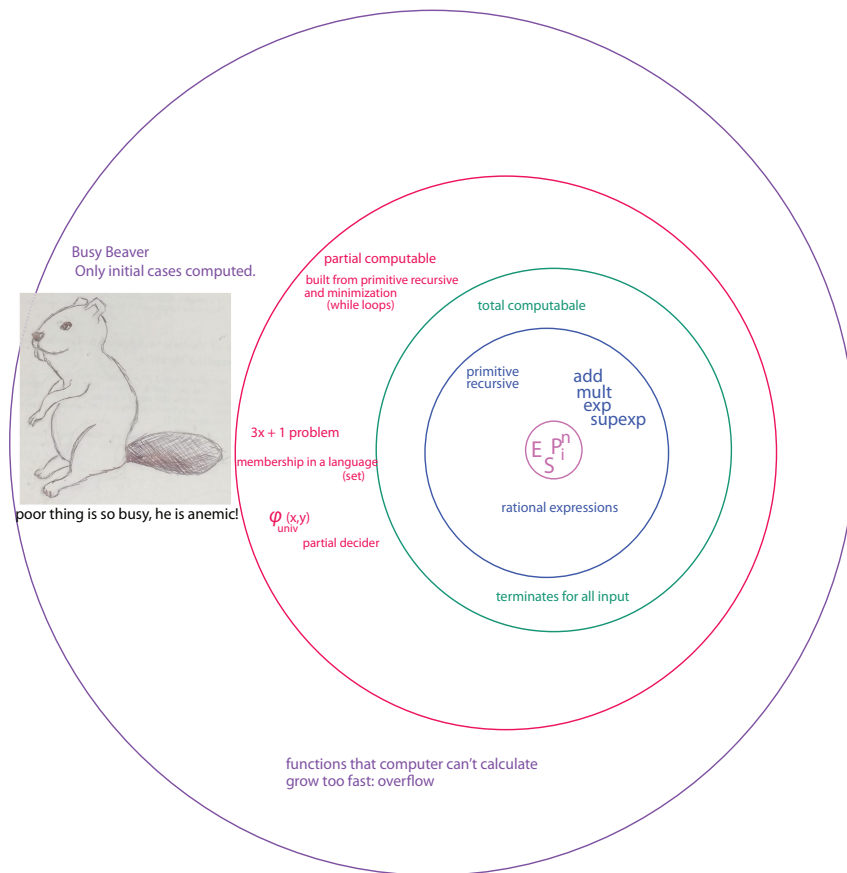 Busy Beaver
Only initial cases computed.
poor thing is so busy, he is anemic!
partial computable
built from primitive recursive
and minimization
(while loops)
3x + 1 problem
membership in a language
(set)
φuniv (x,y)
partial decider
total computabale
primitive
recursive
add
mult
exp
supexp
E S Pᵢⁿ
rational expressions
terminates for all input
functions that computer can't calculate
grow too fast: overflow